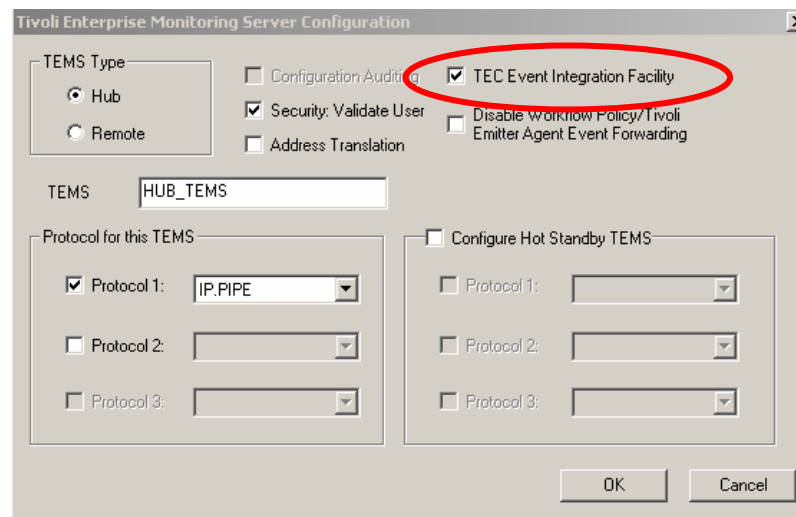 Tivoli Enterprise Monitoring Server Configuration
TEMS Type
Hub
Remote
Configuration Auditing
Security: Validate User
Address Translation
TEC Event Integration Facility
Disable Workflow Policy/Tivoli
Emitter Agent Event Forwarding
TEMS
HUB_TEMS
Protocol for this TEMS
Protocol 1:
IP.PIPE
Protocol 2:
Protocol 3:
Configure Hot Standby TEMS
Protocol 1:
Protocol 2:
Protocol 3:
OK
Cancel